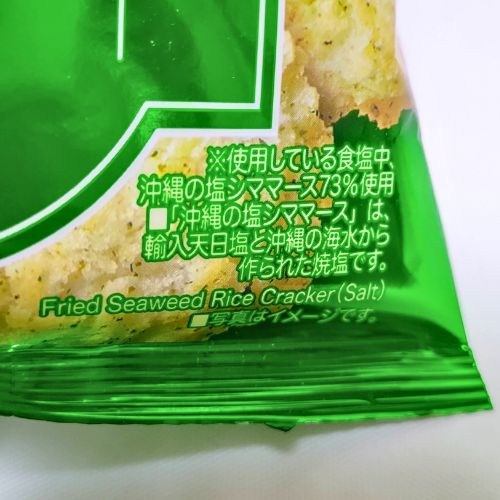 ※使用している食塩中、
沖縄の塩シママース73%使用
■「沖縄の塩シママース」は、
輸入天日塩と沖縄の海水から
作られた焼塩です。
Fried Seaweed Rice Cracker (Salt)
■写真はイメージです。